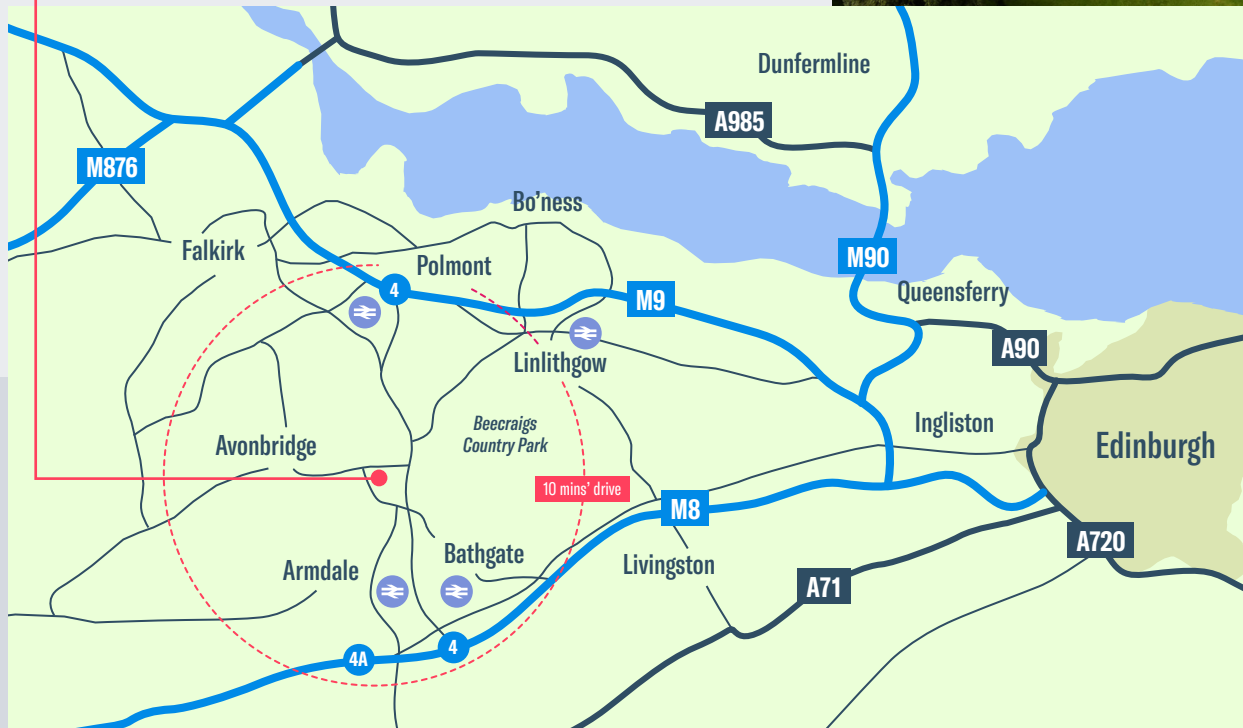 Dunfermline
A985
M876
Bo’ness
Falkirk
Polmont
M90
4
Queensferry
M9
A90
Linlithgow
Beecraigs
Country Park
Ingliston
Avonbridge
Edinburgh
10 mins’ drive
M8
A720
Bathgate
Armdale
Livingston
A71
4
4A